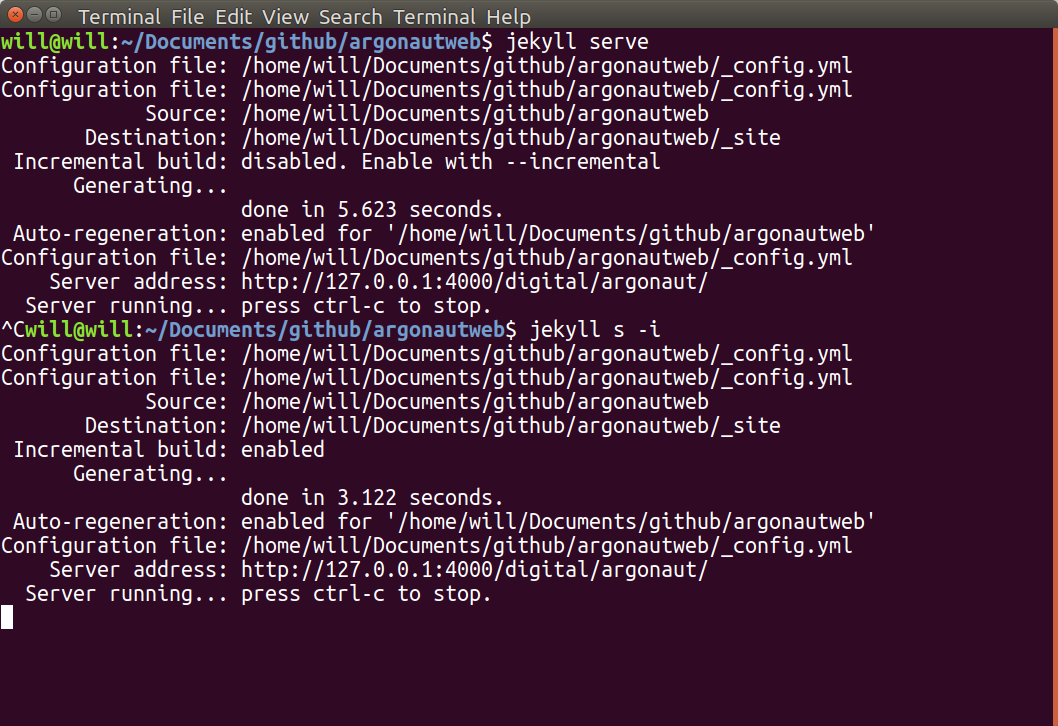 Terminal File Edit View Search Terminal Help
will@will:~/Documents/github/argonautweb$ jekyll serve
Configuration file: /home/will/Documents/github/argonautweb/_config.yml
Configuration file: /home/will/Documents/github/argonautweb/_config.yml
Source: /home/will/Documents/github/argonautweb
Destination: /home/will/Documents/github/argonautweb/_site
Incremental build: disabled. Enable with --incremental
Generating...
done in 5.623 seconds.
Auto-regeneration: enabled for '/home/will/Documents/github/argonautweb'
Configuration file: /home/will/Documents/github/argonautweb/_config.yml
Server address: http://127.0.0.1:4000/digital/argonaut/
Server running... press ctrl-c to stop.
^Cwill@will:~/Documents/github/argonautweb$ jekyll s -i
Configuration file: /home/will/Documents/github/argonautweb/_config.yml
Configuration file: /home/will/Documents/github/argonautweb/_config.yml
Source: /home/will/Documents/github/argonautweb
Destination: /home/will/Documents/github/argonautweb/_site
Incremental build: enabled
Generating...
done in 3.122 seconds.
Auto-regeneration: enabled for '/home/will/Documents/github/argonautweb'
Configuration file: /home/will/Documents/github/argonautweb/_config.yml
Server address: http://127.0.0.1:4000/digital/argonaut/
Server running... press ctrl-c to stop.